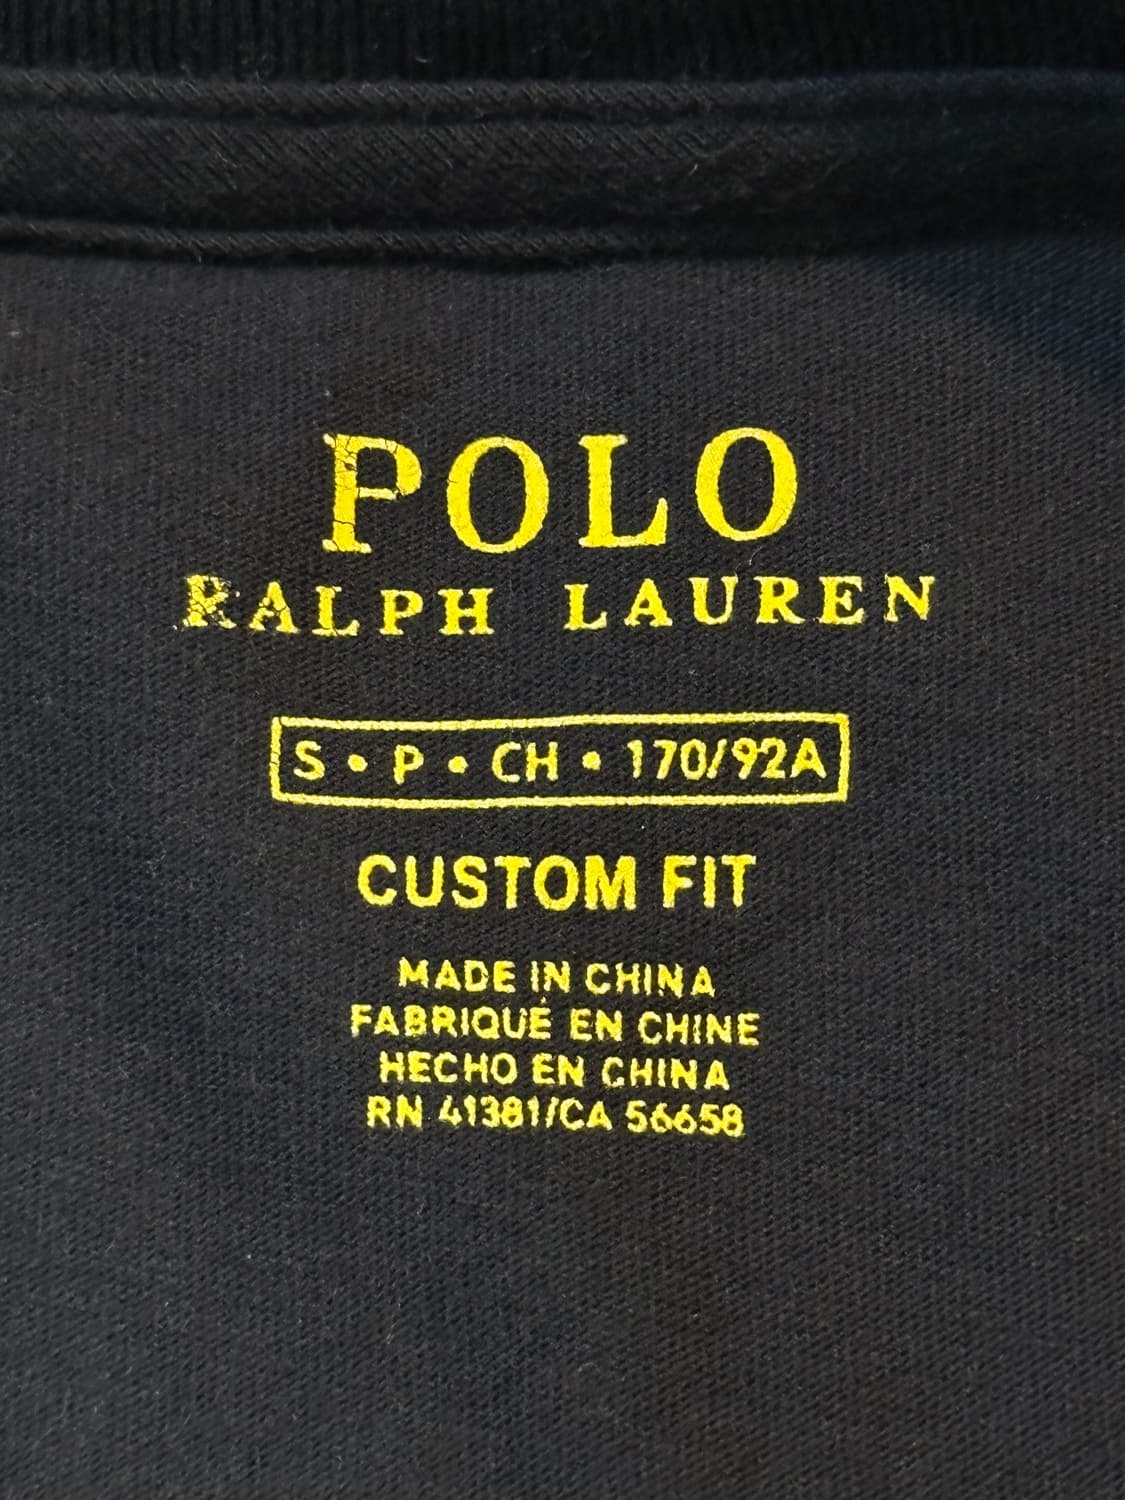 POLO
RALPH LAUREN
S • P • CH • 170/92A
CUSTOM FIT
MADE IN CHINA
FABRIQUÉ EN CHINE
HECHO EN CHINA
RN 41381/CA 56658